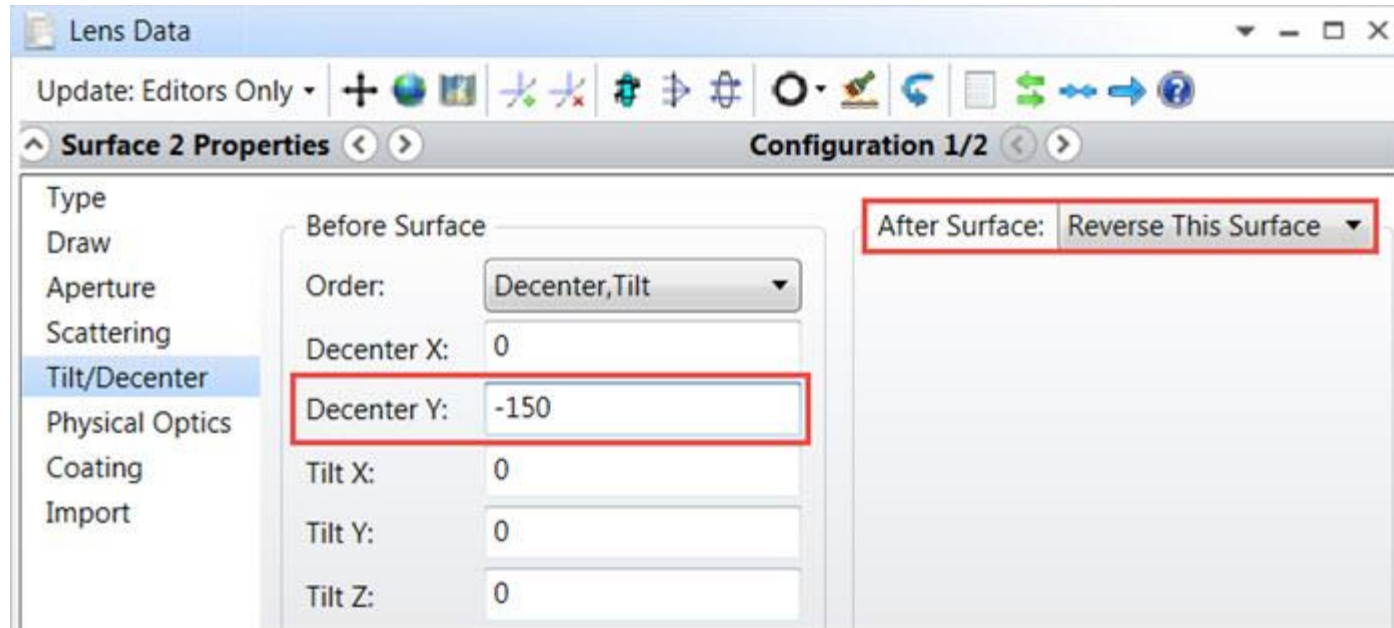 Lens Data
Update: Editors Only
Surface 2 Properties
Configuration 1/2
Type
Draw
Aperture
Scattering
Tilt/Decenter
Physical Optics
Coating
Import
Before Surface
Order: Decenter,Tilt
Decenter X: 0
Decenter Y: -150
Tilt X: 0
Tilt Y: 0
Tilt Z: 0
After Surface: Reverse This Surface